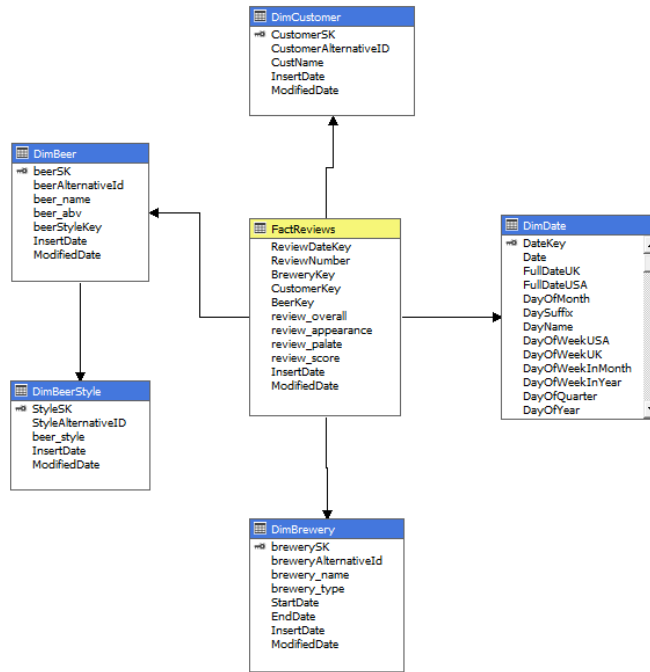 DimCustomer
CustomerSK
CustomerAlternativeID
CustName
InsertDate
ModifiedDate
DimBeer
beerSK
beerAlternativeId
beer_name
beer_abv
beerStyleKey
InsertDate
ModifiedDate
FactReviews
ReviewDateKey
ReviewNumber
BreweryKey
CustomerKey
BeerKey
review_overall
review_appearance
review_palate
review_score
InsertDate
ModifiedDate
DimDate
DateKey
Date
FullDateUK
FullDateUSA
DayOfMonth
DaySuffix
DayName
DayOfWeekUSA
DayOfWeekUK
DayOfWeekInMonth
DayOfWeekInYear
DayOfQuarter
DayOfYear
DimBeerStyle
StyleSK
StyleAlternativeID
beer_style
InsertDate
ModifiedDate
DimBrewery
brewerySK
breweryAlternativeId
brewery_name
brewery_type
StartDate
EndDate
InsertDate
ModifiedDate